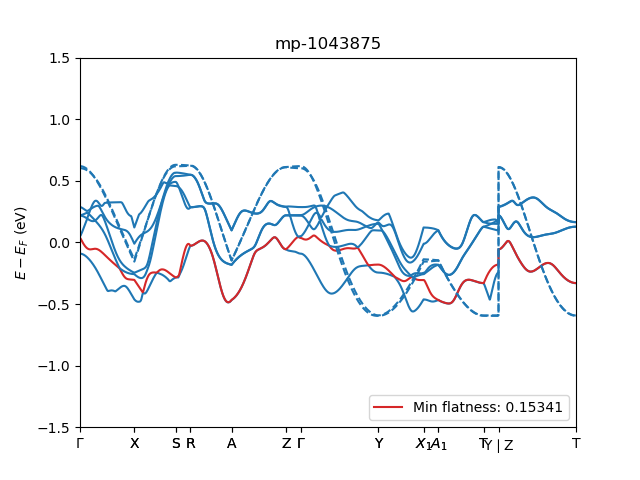 mp-1043875
1.5
1.0
0.5
0.0
−0.5
−1.0
−1.5
E − E_F (eV)
Min flatness: 0.15341
Γ X S R A Z Γ Y X₁ A₁ T Y | Z T